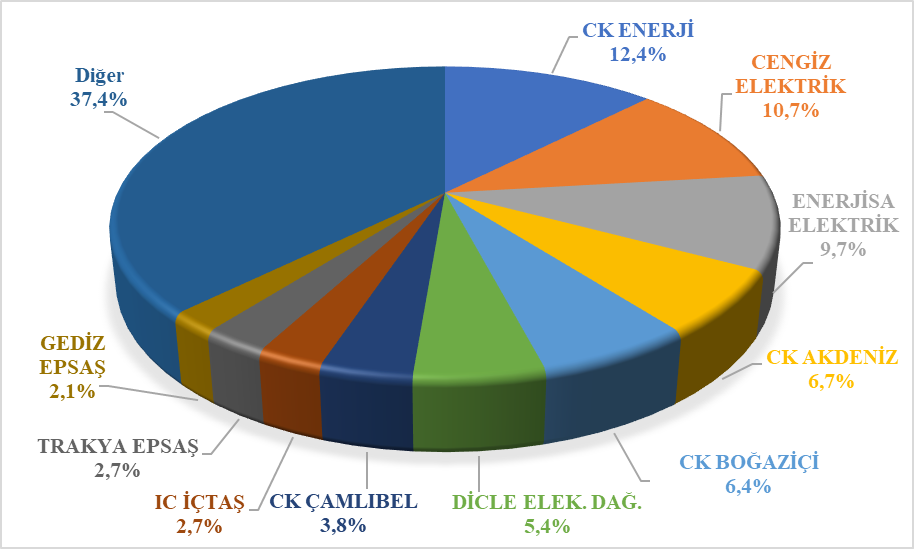 CK ENERJİ
12,4%
CENGİZ
ELEKTRİK
10,7%
ENERJİSA
ELEKTRİK
9,7%
CK AKDENİZ
6,7%
CK BOĞAZİÇİ
6,4%
DİCLE ELEK. DAĞ.
5,4%
CK ÇAMLIBEL
3,8%
IC İÇTAŞ
2,7%
TRAKYA EPSAŞ
2,7%
GEDİZ
EPSAŞ
2,1%
Diğer
37,4%